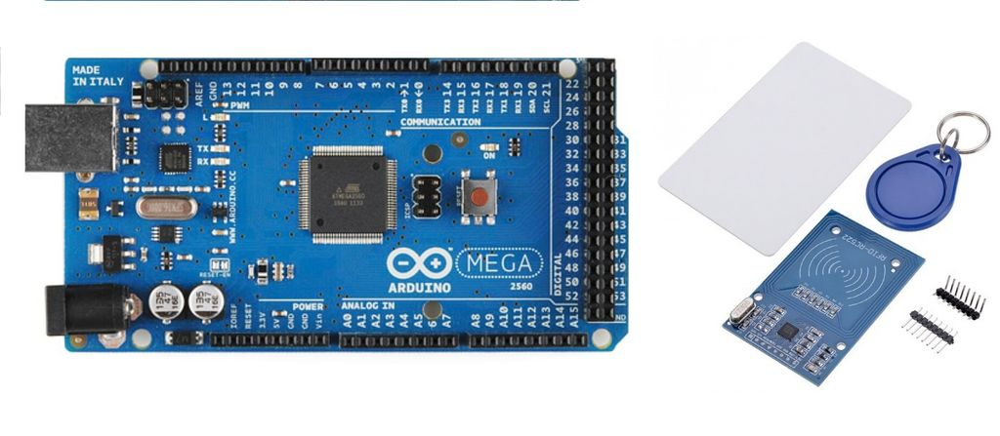 MADE
IN ITALY
AREF
GND
13
12
11
10
9
8
7
6
5
4
3
2
TX0→1
RX0←0
TX3 14
RX3 15
TX2 16
RX2 17
TX1 18
RX1 19
SDA 20
SCL 21
PWM
COMMUNICATION
L
TX
RX
ON
22
24
26
28
30
31
32
33
34
35
36
37
38
39
40
41
42
43
44
45
46
47
48
49
50
51
52
53
ATMEGA2560
ICSP
RESET
WWW.ARDUINO.CC
RESET-EN
MEGA
2560
ARDUINO
DIGITAL
POWER
ANALOG IN
IOREF
RESET
3.3V
5V
GND
GND
Vin
A0
A1
A2
A3
A4
A5
A6
A7
A8
A9
A10
A11
A12
A13
A14
A15
GND
RFID-RC522